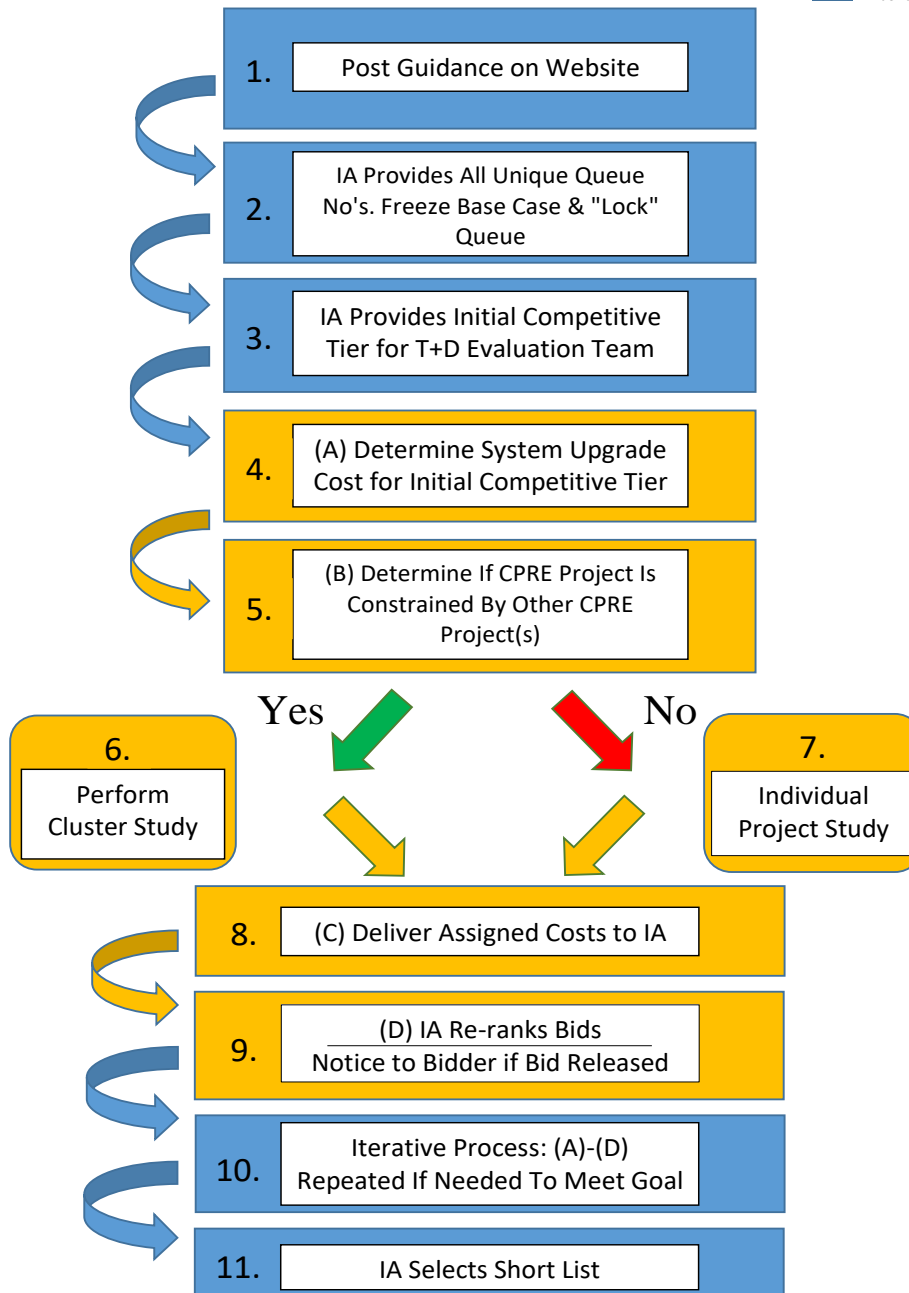 1.
Post Guidance on Website
2.
IA Provides All Unique Queue
No's. Freeze Base Case & "Lock"
Queue
3.
IA Provides Initial Competitive
Tier for T+D Evaluation Team
4.
(A) Determine System Upgrade
Cost for Initial Competitive Tier
5.
(B) Determine If CPRE Project Is
Constrained By Other CPRE
Project(s)
Yes
No
6.
Perform
Cluster Study
7.
Individual
Project Study
8.
(C) Deliver Assigned Costs to IA
9.
(D) IA Re-ranks Bids
Notice to Bidder if Bid Released
10.
Iterative Process: (A)-(D)
Repeated If Needed To Meet Goal
11.
IA Selects Short List